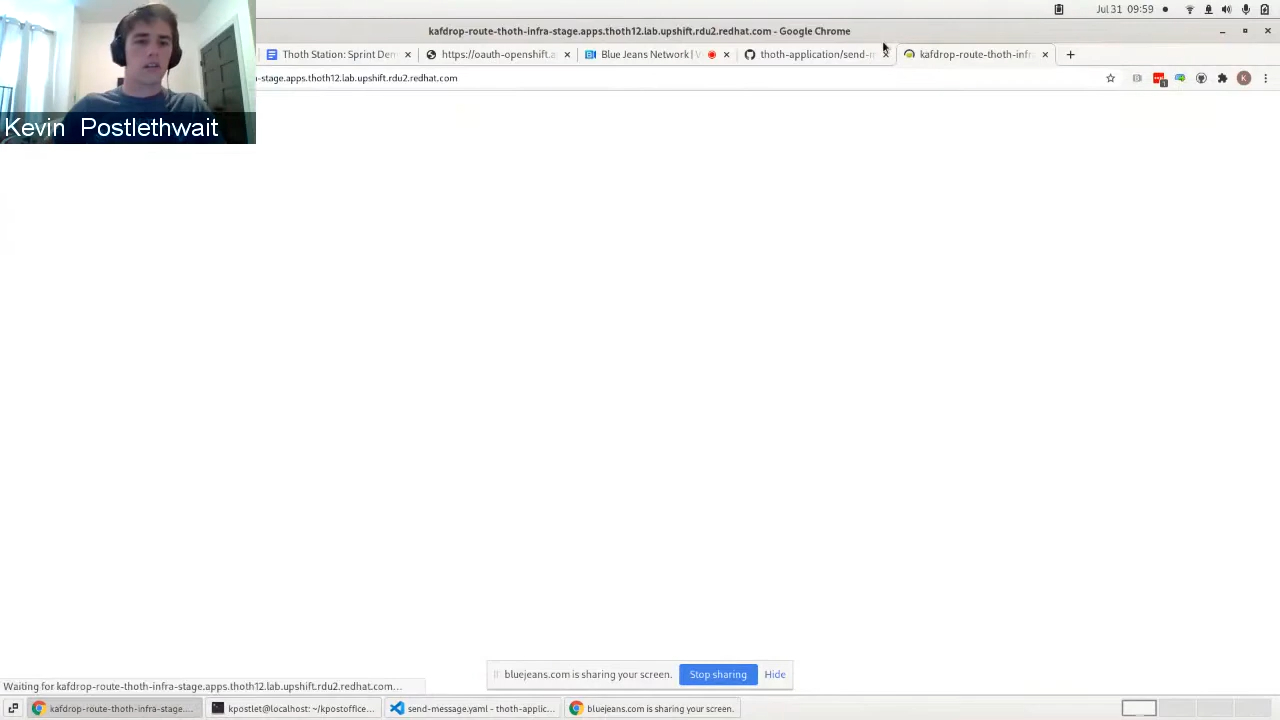 Jul 31 09:59
kafdrop-route-thoth-infra-stage.apps.thoth12.lab.upshift.rdu2.redhat.com - Google Chrome
Thoth Station: Sprint Den
https://oauth-openshift.a
Blue Jeans Network | V
thoth-application/send-m
kafdrop-route-thoth-infra
-stage.apps.thoth12.lab.upshift.rdu2.redhat.com
K
1
Kevin Postlethwait
bluejeans.com is sharing your screen.
Stop sharing
Hide
Waiting for kafdrop-route-thoth-infra-stage.apps.thoth12.lab.upshift.rdu2.redhat.com...
kafdrop-route-thoth-infra-stage....
kpostlet@localhost: ~/kpostoffice...
send-message.yaml - thoth-applic...
bluejeans.com is sharing your screen.